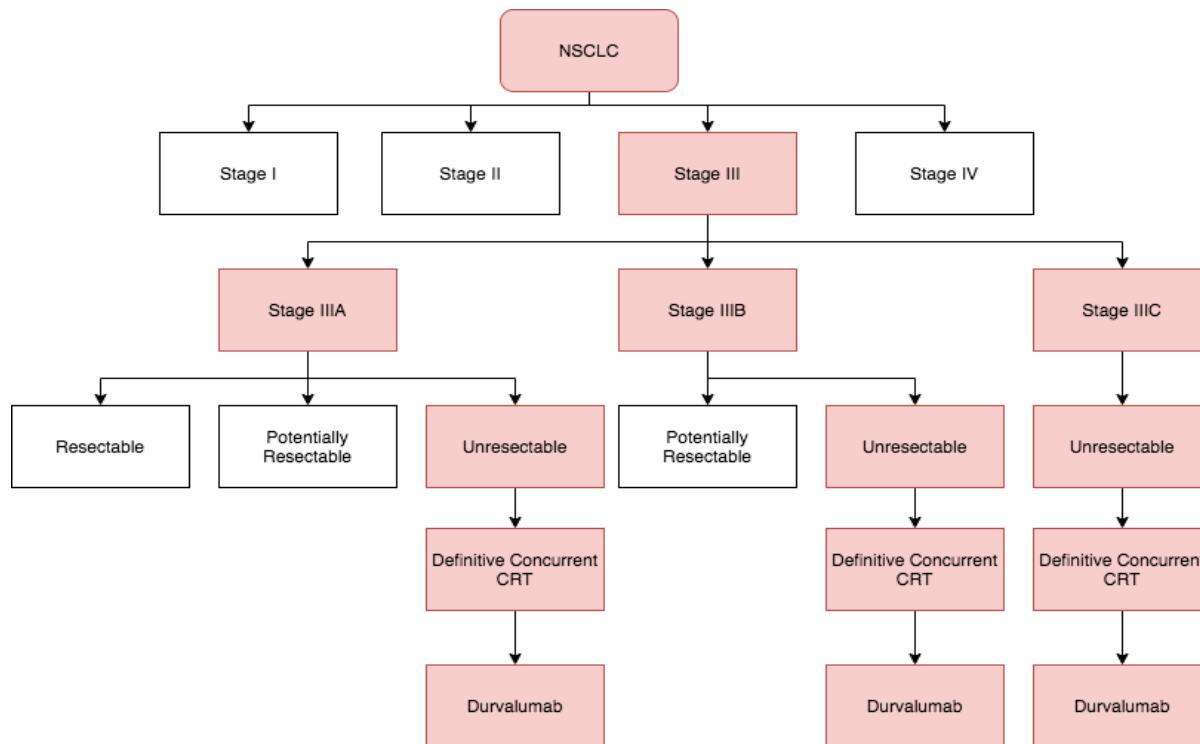 NSCLC
Stage I
Stage II
Stage III
Stage IV
Stage IIIA
Stage IIIB
Stage IIIC
Resectable
Potentially
Resectable
Unresectable
Potentially
Resectable
Unresectable
Unresectable
Definitive Concurrent
CRT
Definitive Concurrent
CRT
Definitive Concurrent
CRT
Durvalumab
Durvalumab
Durvalumab